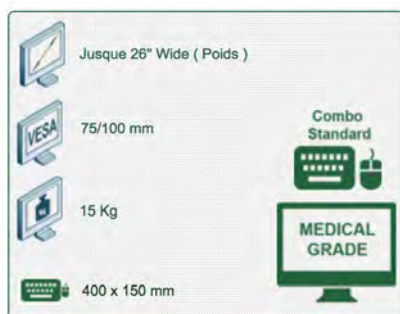 Jusque 26" Wide ( Poids )
VESA
75/100 mm
15 Kg
400 x 150 mm
Combo
Standard
MEDICAL
GRADE